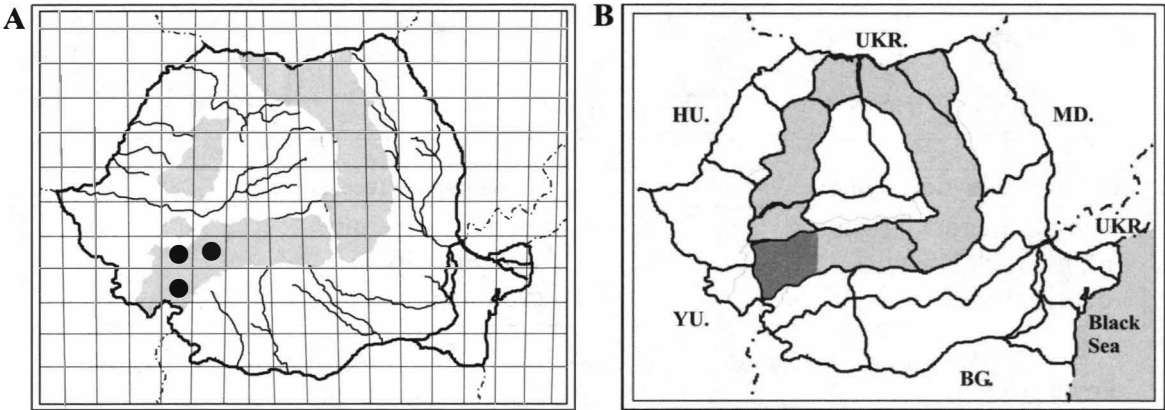 A
B
UKR.
HU.
MD.
UKR.
YU.
Black
Sea
BG.